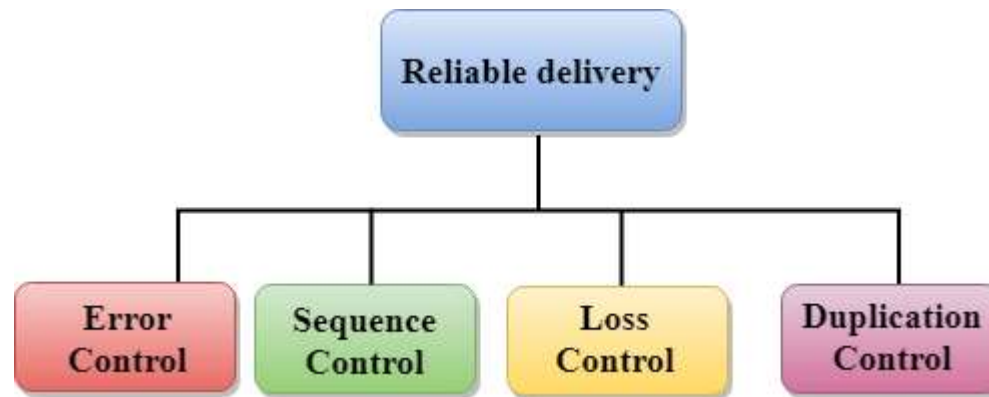 Reliable delivery
Error
Control
Sequence
Control
Loss
Control
Duplication
Control